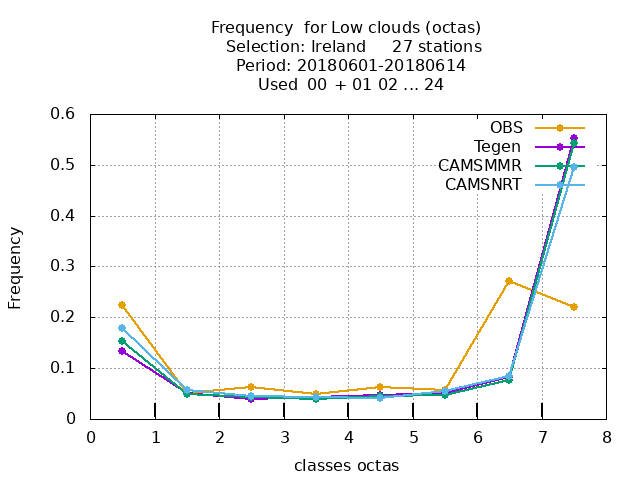 Frequency  for Low clouds (octas)
Selection: Ireland     27 stations
Period: 20180601-20180614
Used  00  + 01 02 ... 24
0.6
OBS
Tegen
CAMSMMR
CAMSNRT
0.5
0.4
0.3
0.2
0.1
0
Frequency
0 1 2 3 4 5 6 7 8
classes octas